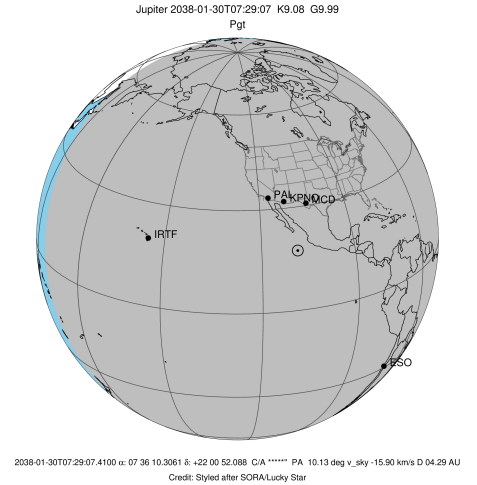 Jupiter 2038-01-30T07:29:07  K9.08  G9.99
Pgt
PAL
KPNO
MCD
IRTF
ESO
2038-01-30T07:29:07.4100 α: 07 36 10.3061 δ: +22 00 52.088  C/A *****"  PA  10.13 deg v_sky -15.90 km/s D 04.29 AU
Credit: Styled after SORA/Lucky Star